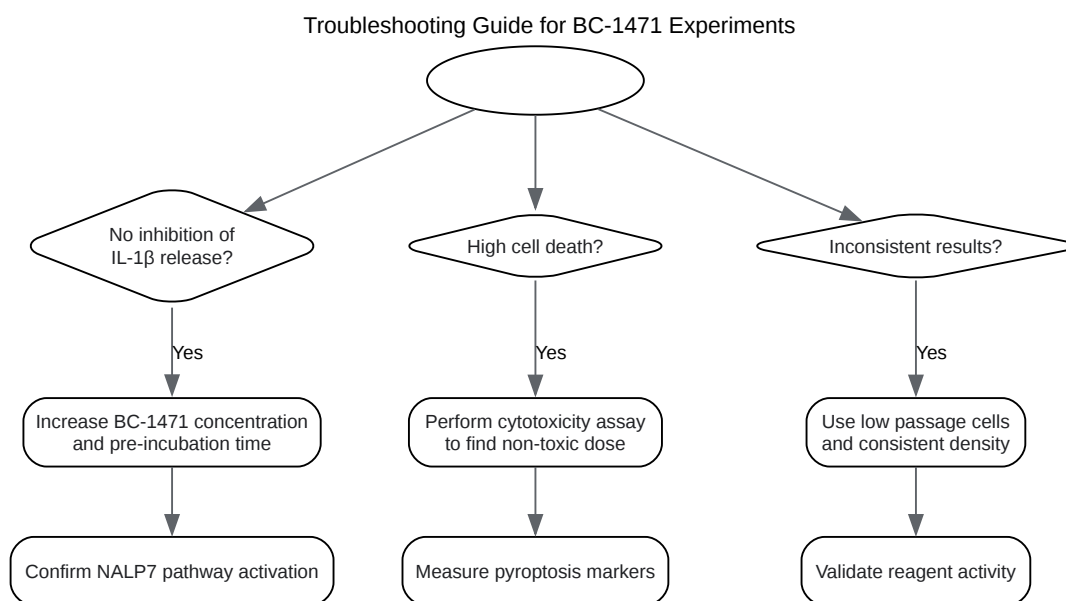 Troubleshooting Guide for BC-1471 Experiments
No inhibition of
IL-1β release?
High cell death?
Inconsistent results?
Yes
Yes
Yes
Increase BC-1471 concentration
and pre-incubation time
Perform cytotoxicity assay
to find non-toxic dose
Use low passage cells
and consistent density
Confirm NALP7 pathway activation
Measure pyroptosis markers
Validate reagent activity